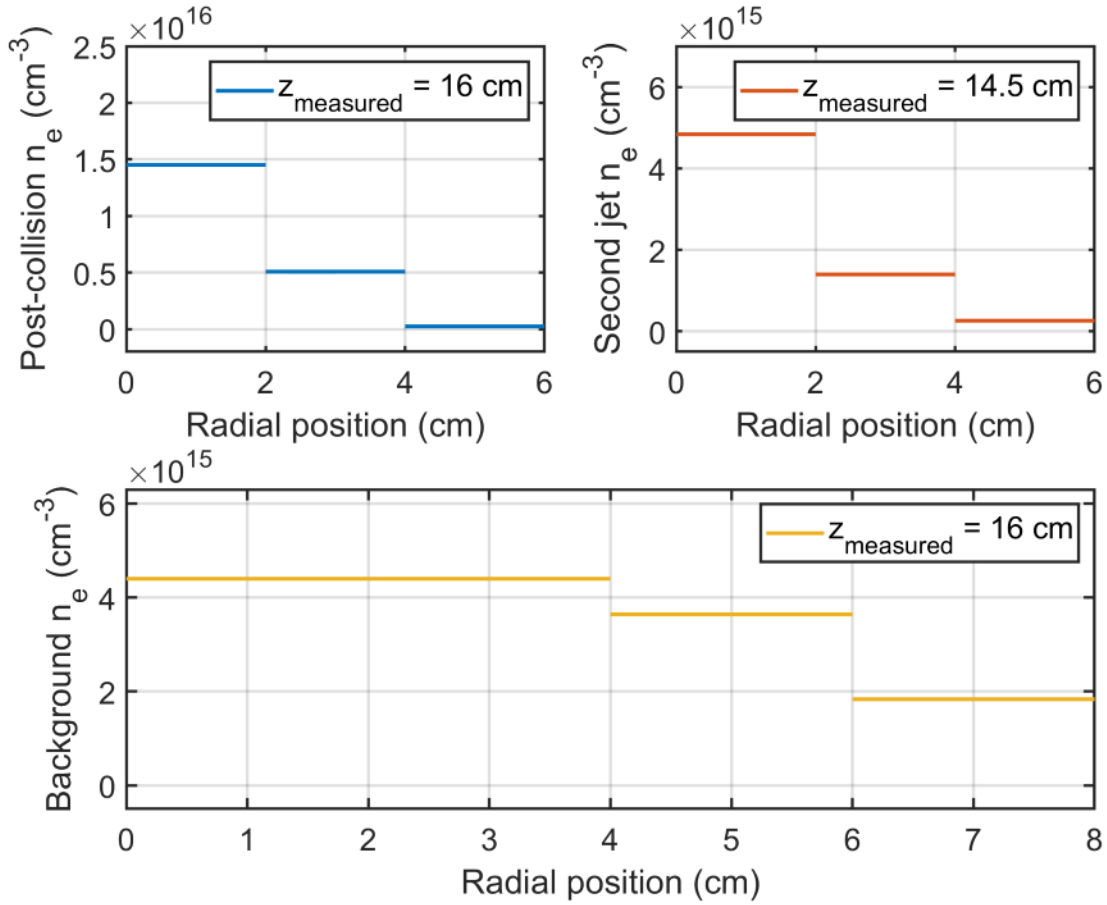 ×10^16
Post-collision n_e (cm^-3)
2.5
2
1.5
1
0.5
0
z_measured = 16 cm
0 2 4 6
Radial position (cm)
×10^15
Second jet n_e (cm^-3)
6
4
2
0
z_measured = 14.5 cm
0 2 4 6
Radial position (cm)
×10^15
Background n_e (cm^-3)
6
4
2
0
z_measured = 16 cm
0 1 2 3 4 5 6 7 8
Radial position (cm)